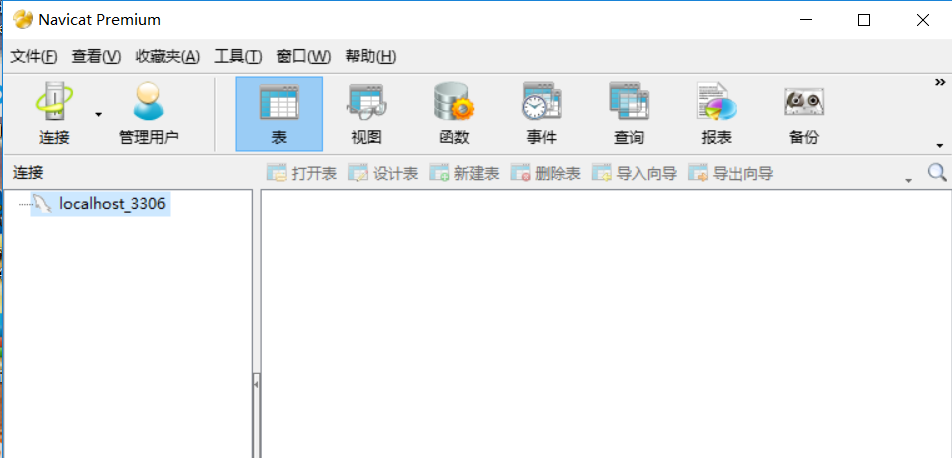 Navicat Premium
文件(F) 查看(V) 收藏夹(A) 工具(T) 窗口(W) 帮助(H)
连接 管理用户 表 视图 函数 事件 查询 报表 备份
连接 打开表 设计表 新建表 删除表 导入向导 导出向导
localhost_3306